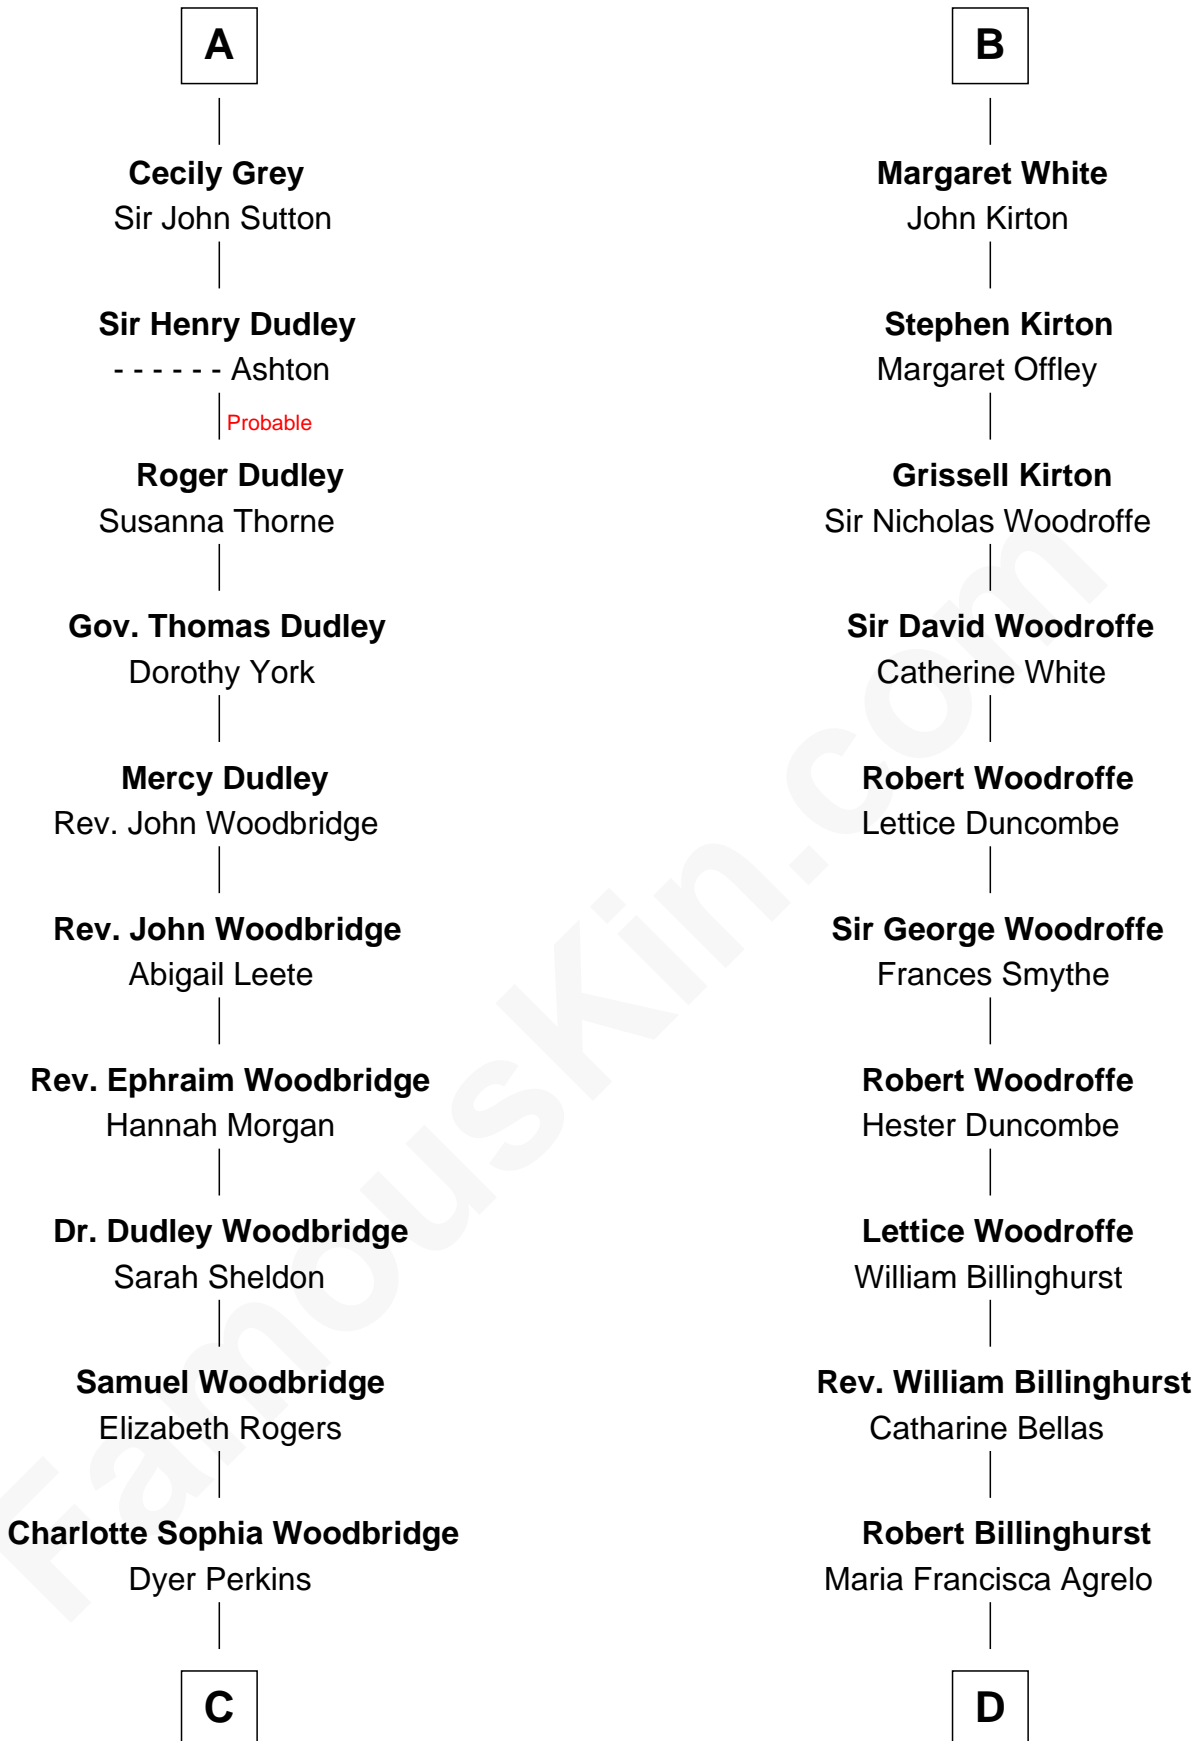 A
Cecily Grey
Sir John Sutton
Sir Henry Dudley
- - - - - - Ashton
Probable
Roger Dudley
Susanna Thorne
Gov. Thomas Dudley
Dorothy York
Mercy Dudley
Rev. John Woodbridge
Rev. John Woodbridge
Abigail Leete
Rev. Ephraim Woodbridge
Hannah Morgan
Dr. Dudley Woodbridge
Sarah Sheldon
Samuel Woodbridge
Elizabeth Rogers
Charlotte Sophia Woodbridge
Dyer Perkins
C
B
Margaret White
John Kirton
Stephen Kirton
Margaret Offley
Grissell Kirton
Sir Nicholas Woodroffe
Sir David Woodroffe
Catherine White
Robert Woodroffe
Lettice Duncombe
Sir George Woodroffe
Frances Smythe
Robert Woodroffe
Hester Duncombe
Lettice Woodroffe
William Billinghurst
Rev. William Billinghurst
Catharine Bellas
Robert Billinghurst
Maria Francisca Agrelo
D
FamousKin.com